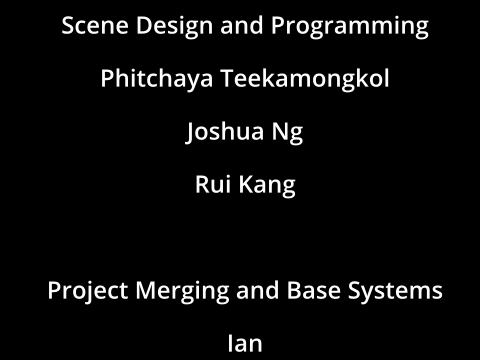 Scene Design and Programming
Phitchaya Teekamongkol
Joshua Ng
Rui Kang
Project Merging and Base Systems
Ian